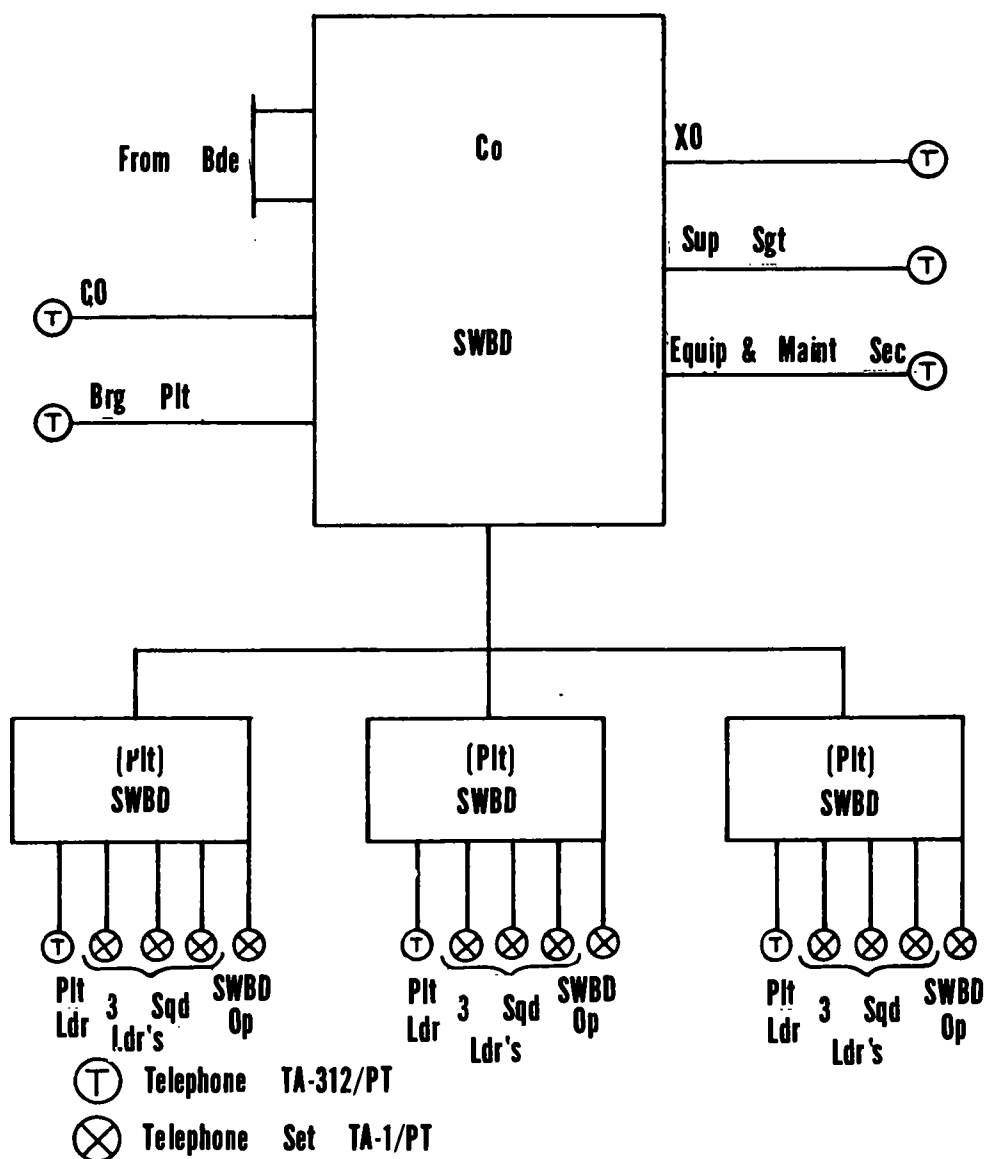 From Bde
CO
Brg Plt
Co
SWBD
XO
Sup Sgt
Equip & Maint Sec
(Plt)
SWBD
(Plt)
SWBD
(Plt)
SWBD
T
T
T
T
T
T
T
T
Plt
Ldr
3 Sqd
Ldr's
SWBD
Op
Plt
Ldr
3 Sqd
Ldr's
SWBD
Op
Plt
Ldr
3 Sqd
Ldr's
SWBD
Op
T Telephone TA-312/PT
Telephone Set TA-1/PT